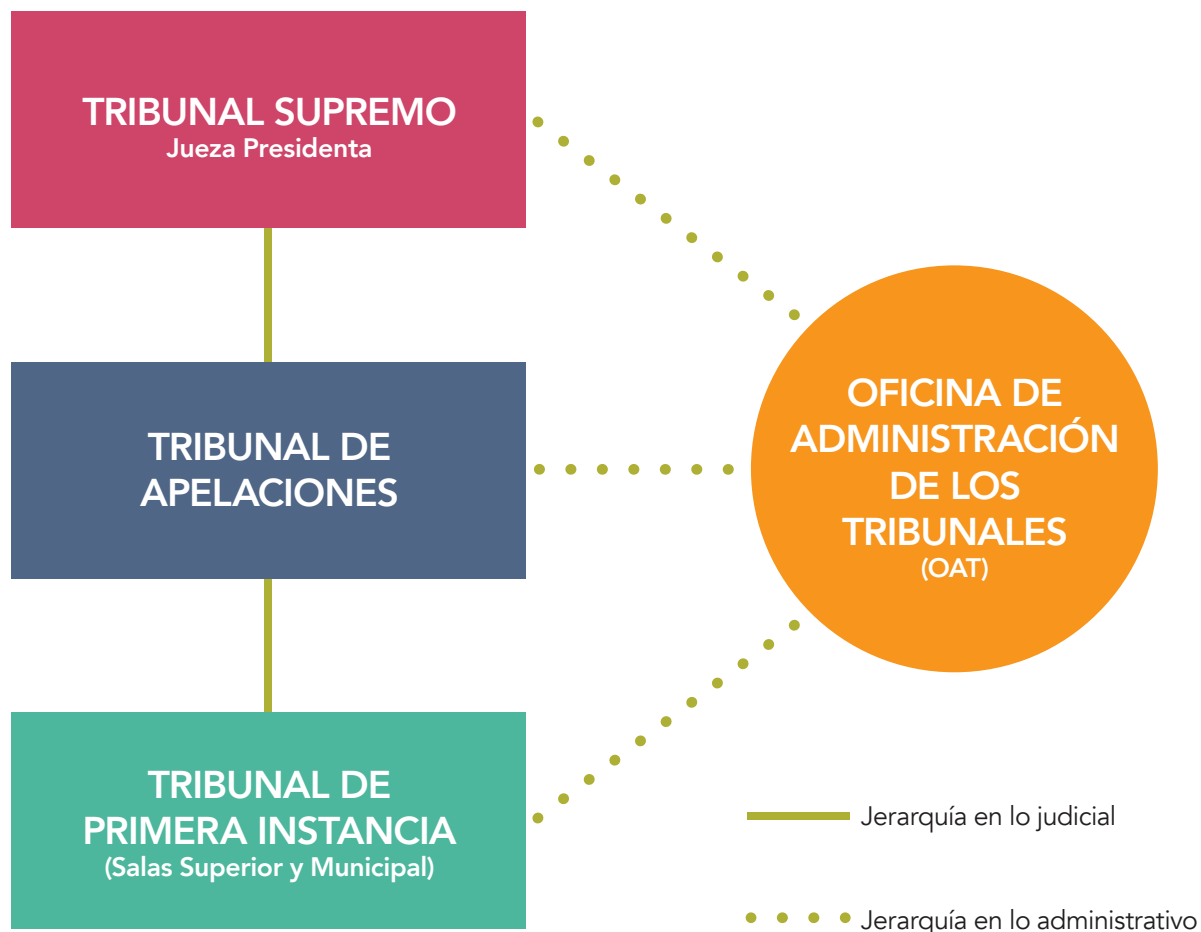 TRIBUNAL SUPREMO
Jueza Presidenta
TRIBUNAL DE
APELACIONES
OFICINA DE
ADMINISTRACIÓN
DE LOS
TRIBUNALES
(OAT)
TRIBUNAL DE
PRIMERA INSTANCIA
(Salas Superior y Municipal)
Jerarquía en lo judicial
Jerarquía en lo administrativo